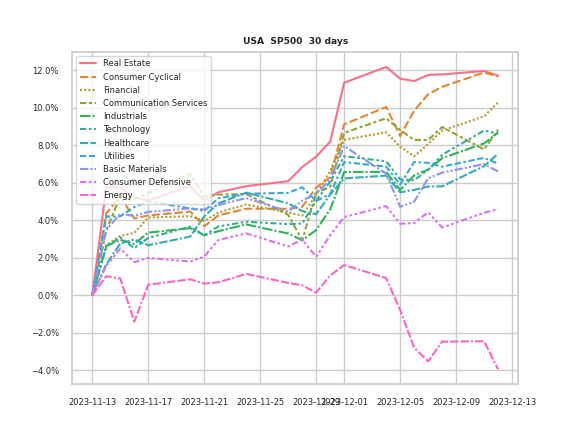 USA SP500 30 days
12.0%
10.0%
8.0%
6.0%
4.0%
2.0%
0.0%
−2.0%
−4.0%
Real Estate
Consumer Cyclical
Financial
Communication Services
Industrials
Technology
Healthcare
Utilities
Basic Materials
Consumer Defensive
Energy
2023-11-13 2023-11-17 2023-11-21 2023-11-25 2023-11-29 2023-12-01 2023-12-05 2023-12-09 2023-12-13